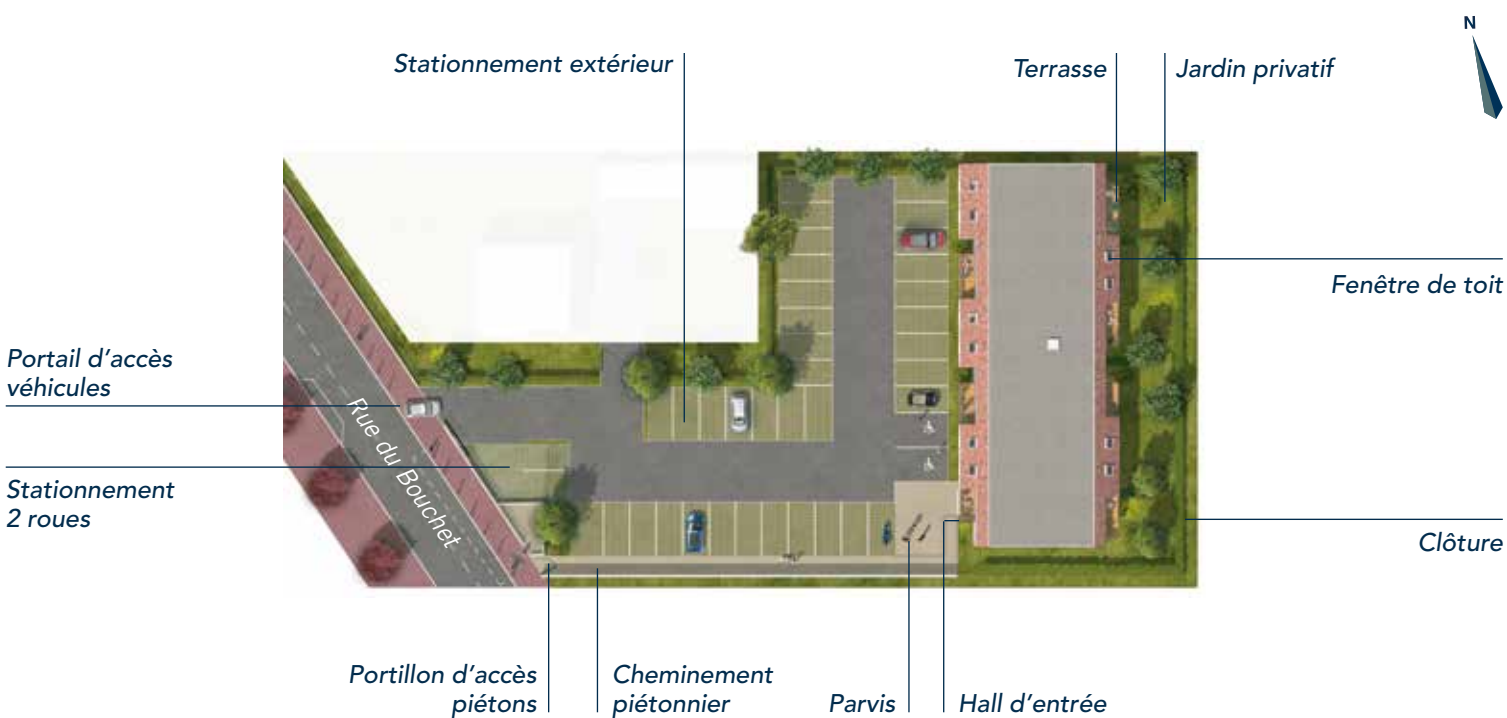 N
Stationnement extérieur
Terrasse
Jardin privatif
Fenêtre de toit
Portail d’accès
véhicules
Rue du Bouchet
Stationnement
2 roues
Clôture
Portillon d’accès
piétons
Cheminement
piétonnier
Parvis
Hall d’entrée